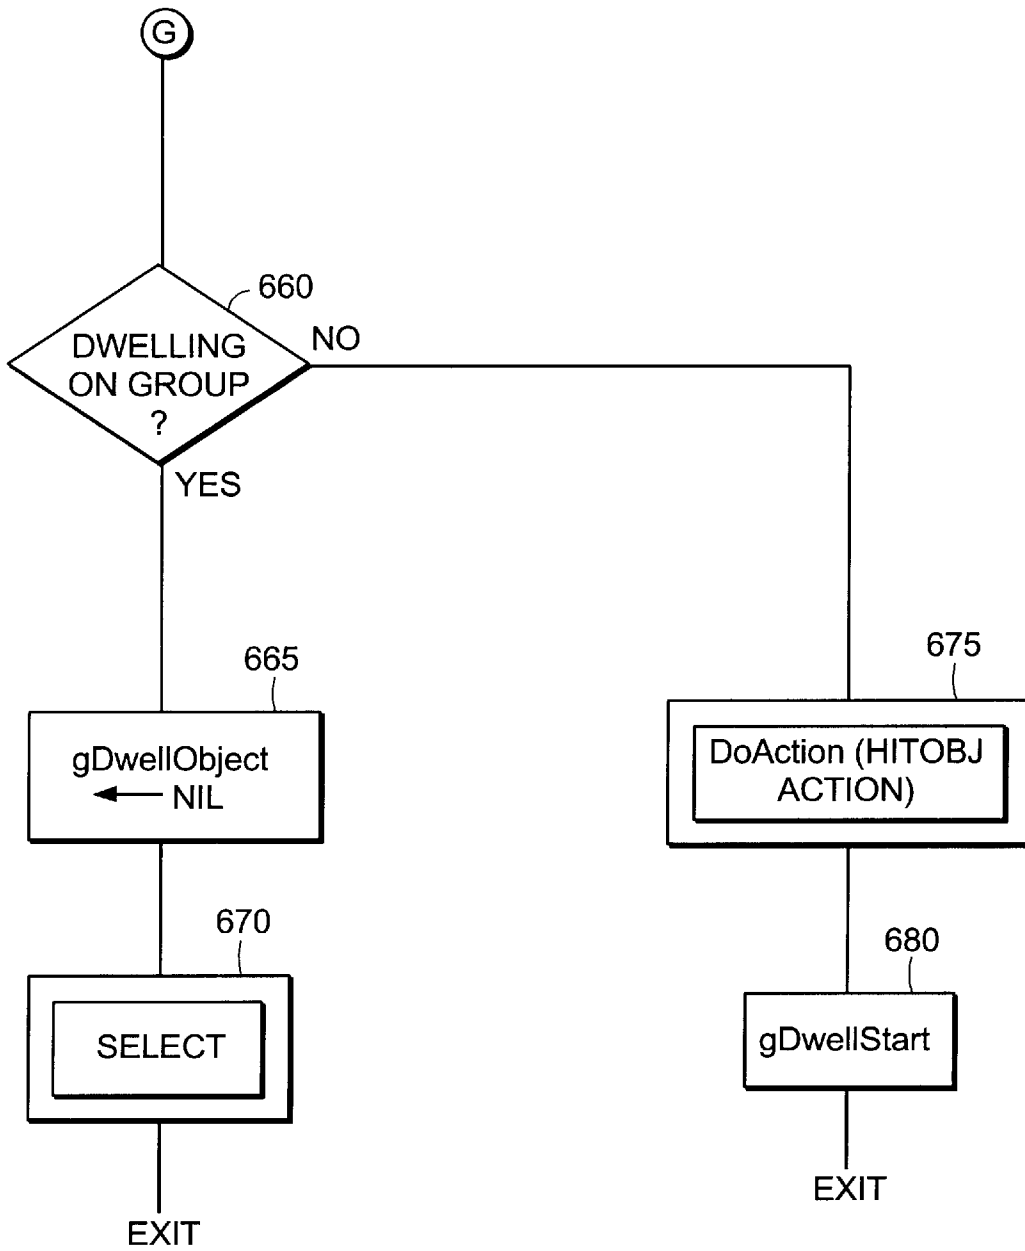 G
660
DWELLING
ON GROUP
?
NO
YES
665
gDwellObject
NIL
670
SELECT
EXIT
675
DoAction (HITOBJ
ACTION)
680
gDwellStart
EXIT